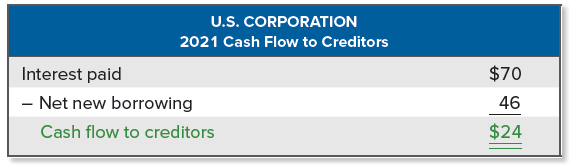 U.S. CORPORATION
2021 Cash Flow to Creditors
Interest paid $70
– Net new borrowing 46
Cash flow to creditors $24